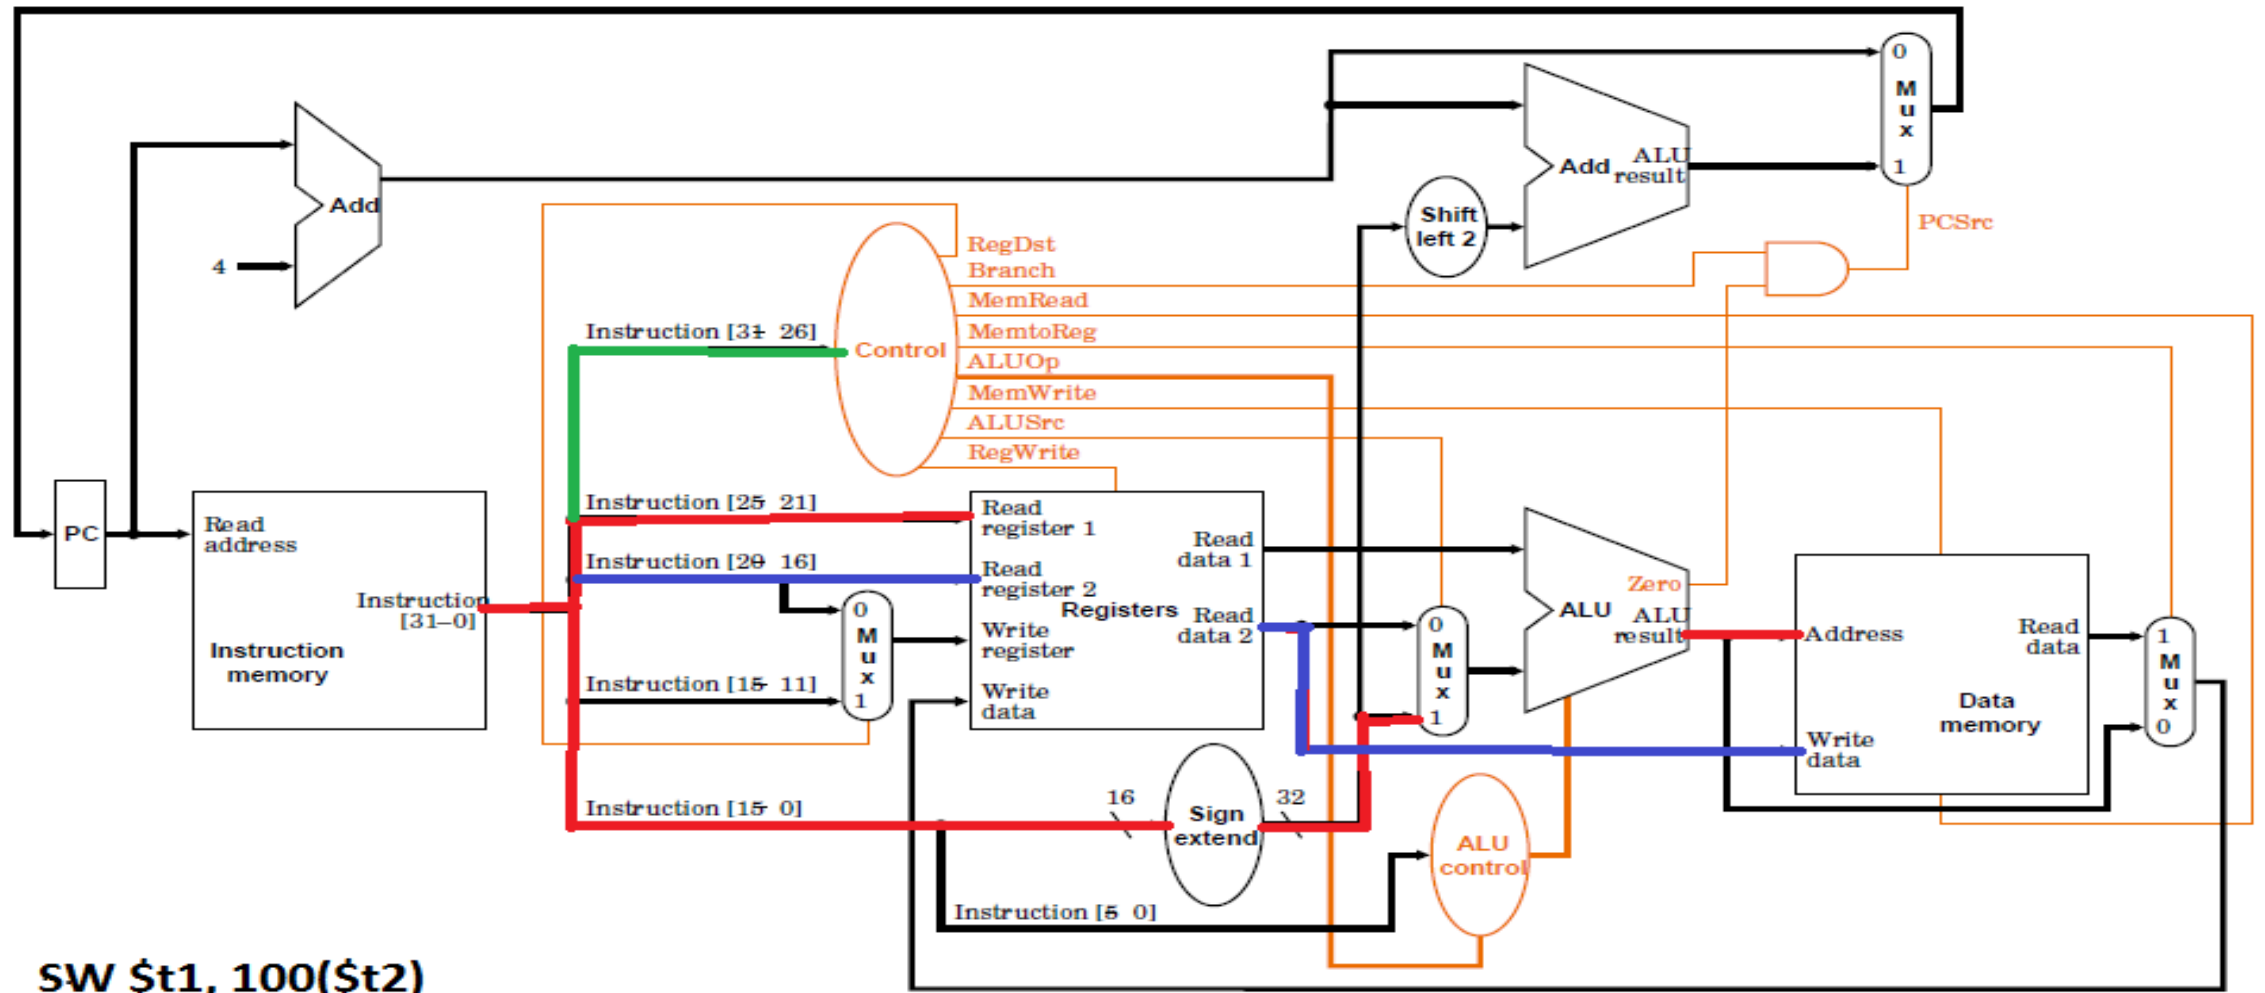 0
M
u
x
1
Add
ALU
result
Shift
left 2
PCSrc
Add
4
RegDst
Branch
MemRead
MemtoReg
ALUOp
MemWrite
ALUSrc
RegWrite
Instruction [31 26]
Control
PC
Read
address
Instruction
[31–0]
Instruction
memory
Instruction [25 21]
Instruction [20 16]
Instruction [15 11]
Instruction [15 0]
0
M
u
x
1
Read
register 1
Read
register 2
Write
register
Write
data
Registers
Read
data 1
Read
data 2
16
Sign
extend
32
0
M
u
x
1
Zero
ALU
ALU
result
ALU
control
Instruction [5 0]
Address
Write
data
Read
data
Data
memory
1
M
u
x
0
SW $t1, 100($t2)